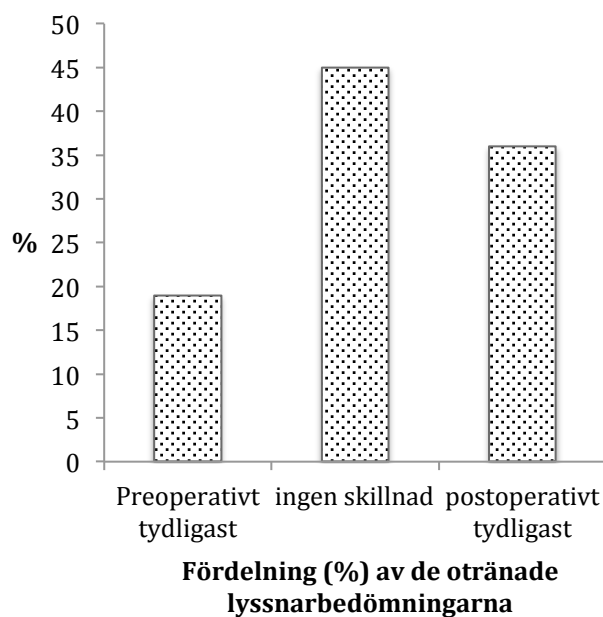 50
45
40
35
30
25
20
15
10
5
0
%
Preoperativt tydligast
ingen skillnad
postoperativt tydligast
Fördelning (%) av de otränade
lyssnarbedömningarna